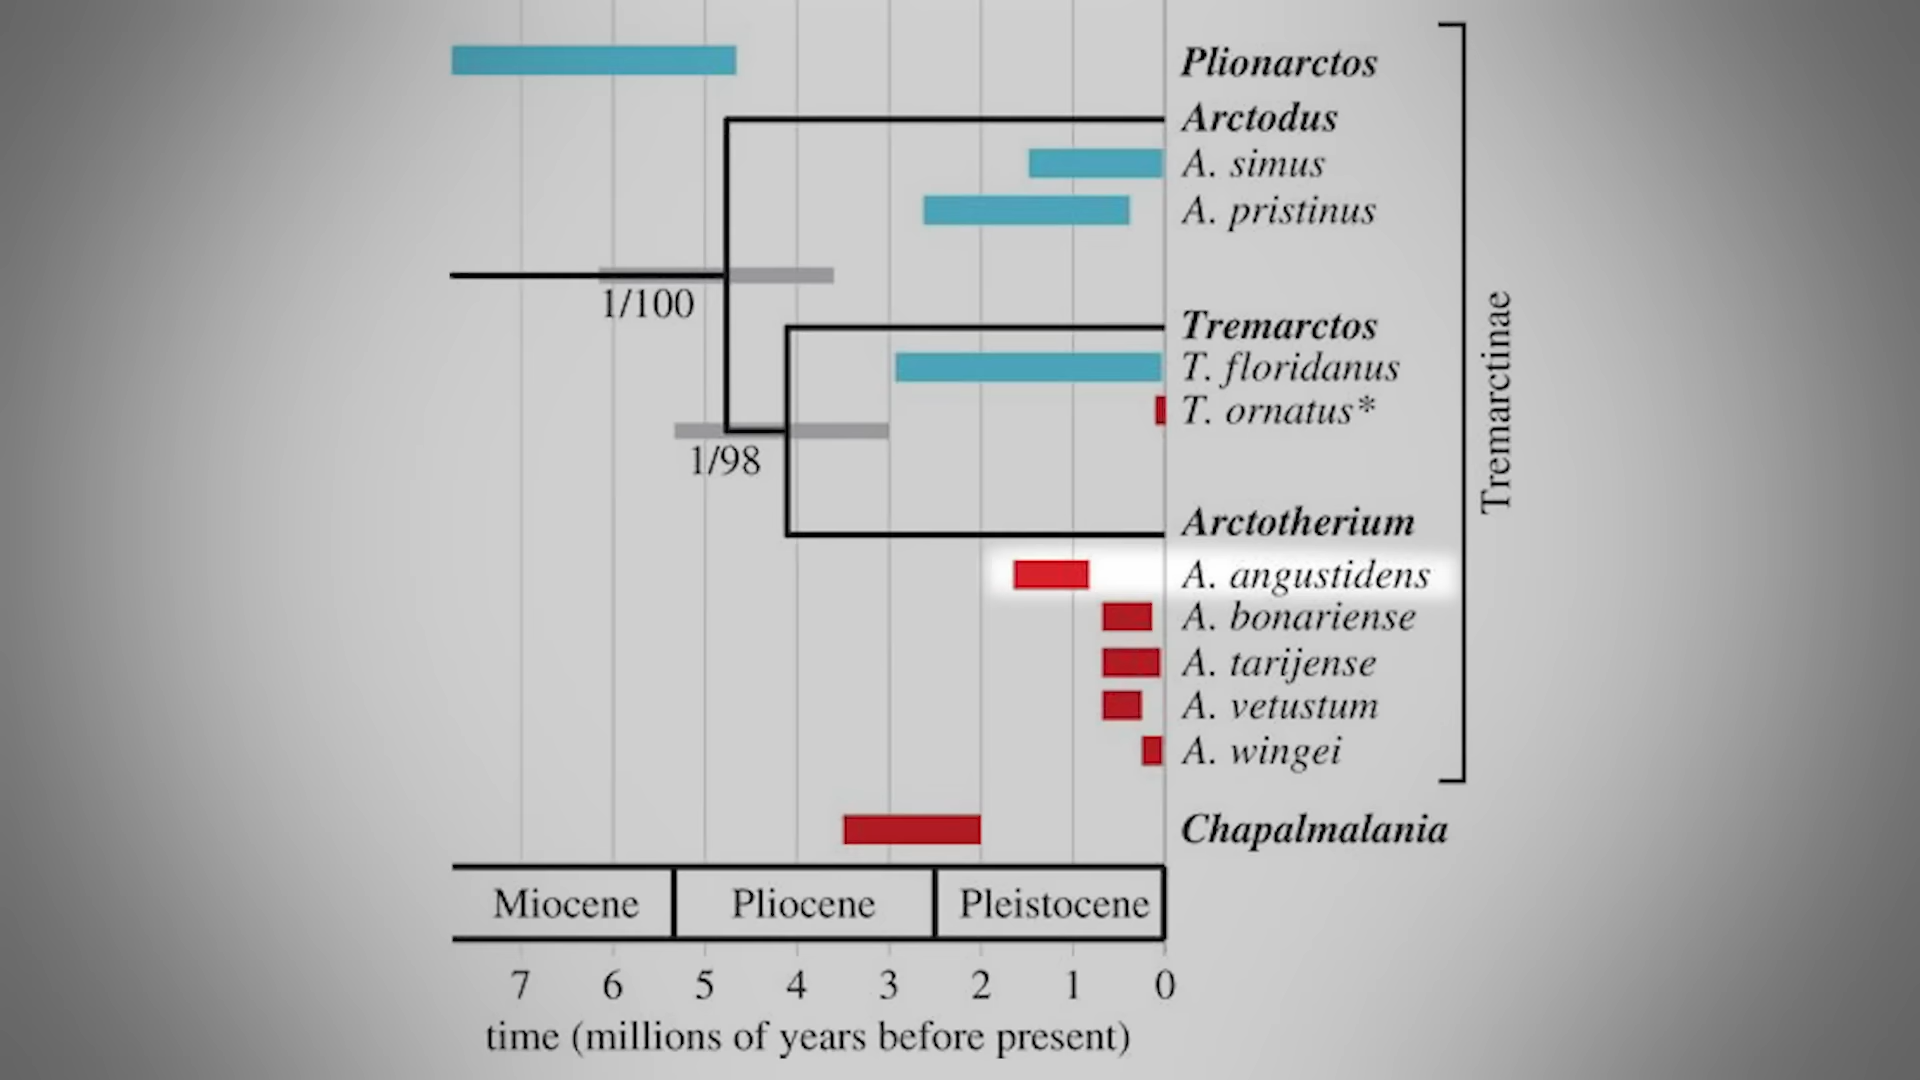 Plionarctos
Arctodus
A. simus
A. pristinus
1/100
Tremarctos
T. floridanus
T. ornatus*
1/98
Arctotherium
A. angustidens
A. bonariense
A. tarijense
A. vetustum
A. wingei
Tremarctinae
Chapalmalania
Miocene Pliocene Pleistocene
7 6 5 4 3 2 1 0
time (millions of years before present)